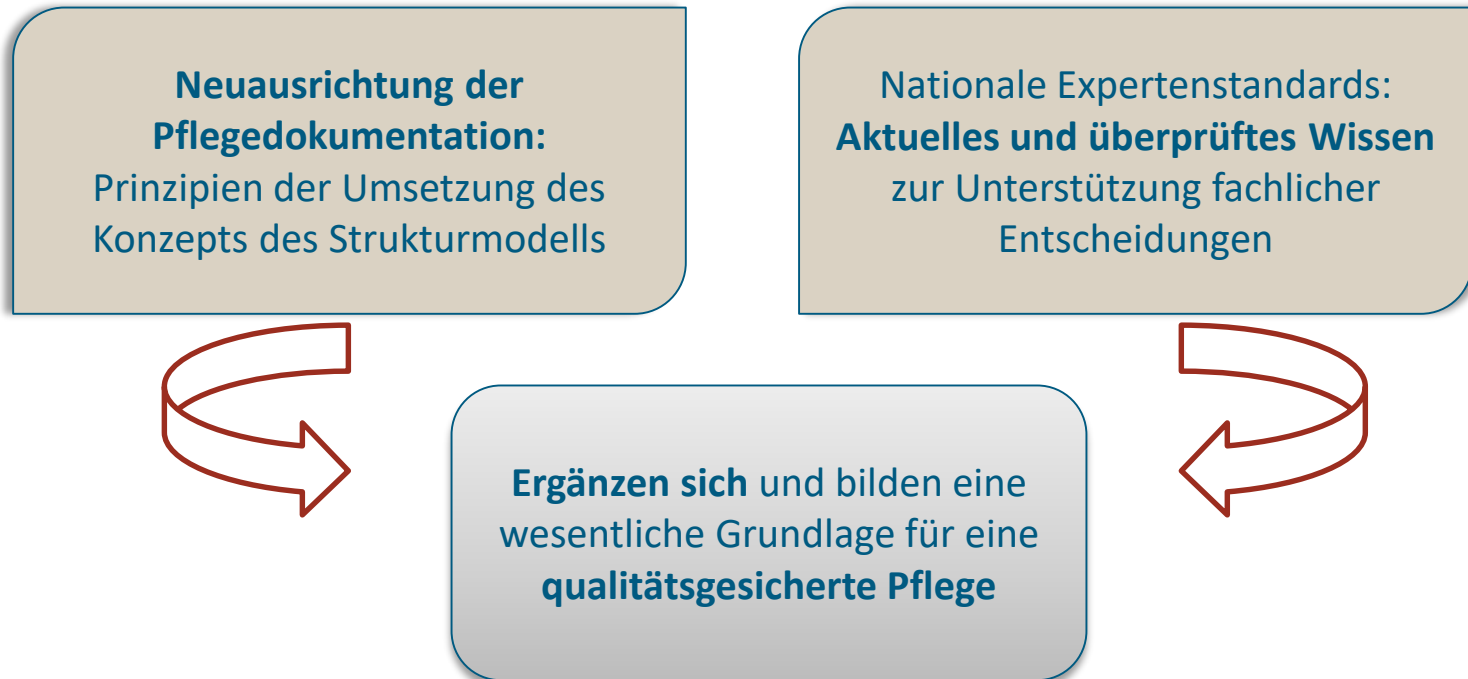 Neuausrichtung der
Pflegedokumentation:
Prinzipien der Umsetzung des
Konzepts des Strukturmodells
Nationale Expertenstandards:
Aktuelles und überprüftes Wissen
zur Unterstützung fachlicher
Entscheidungen
Ergänzen sich und bilden eine
wesentliche Grundlage für eine
qualitätsgesicherte Pflege